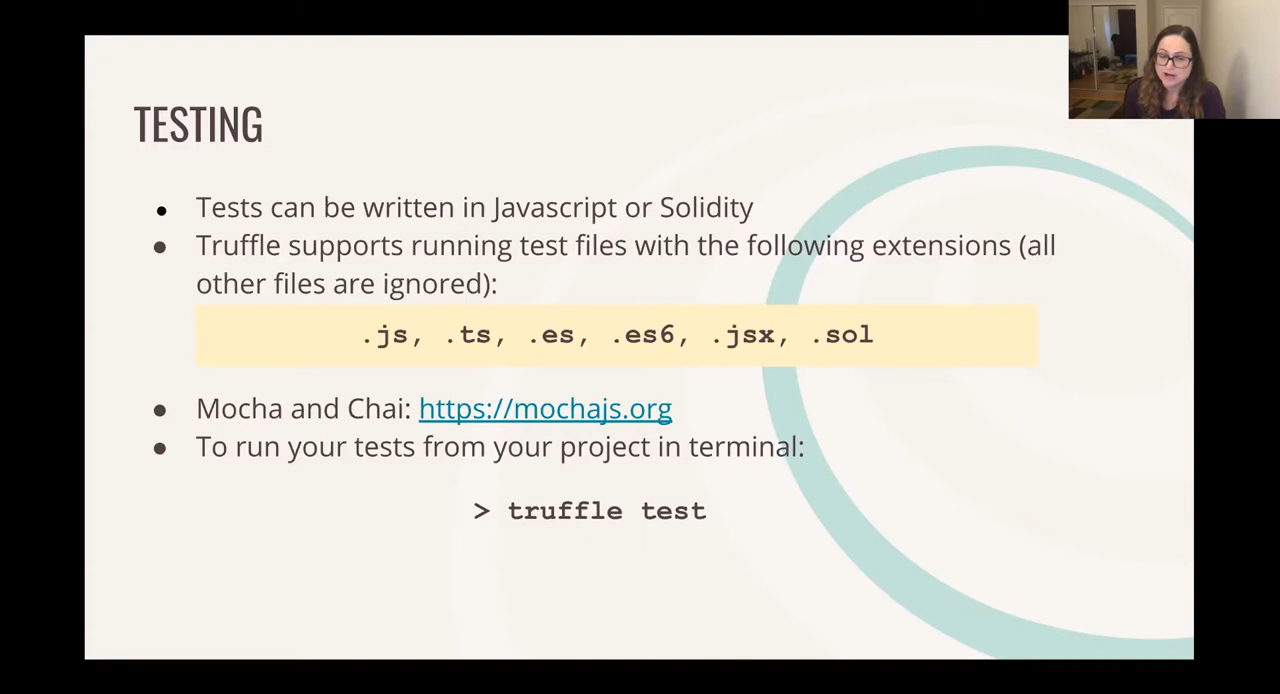 TESTING
● Tests can be written in Javascript or Solidity
● Truffle supports running test files with the following extensions (all
other files are ignored):
.js, .ts, .es, .es6, .jsx, .sol
● Mocha and Chai: https://mochajs.org
● To run your tests from your project in terminal:
> truffle test